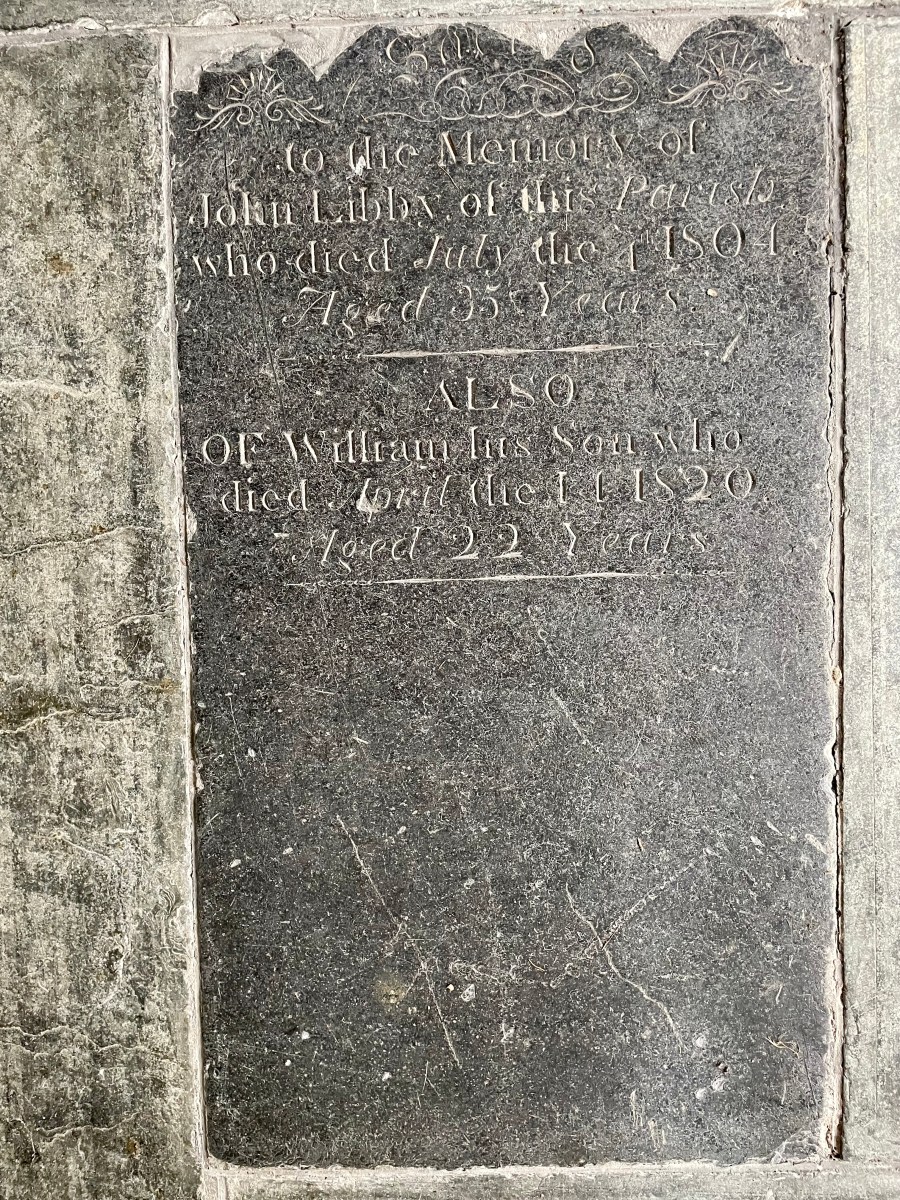 Sacred
to the Memory of
John Libby of this Parish
who died July the 4th 1804
Aged 35 Years
ALSO
OF William his Son who
died April the 14 1820
Aged 22 Years